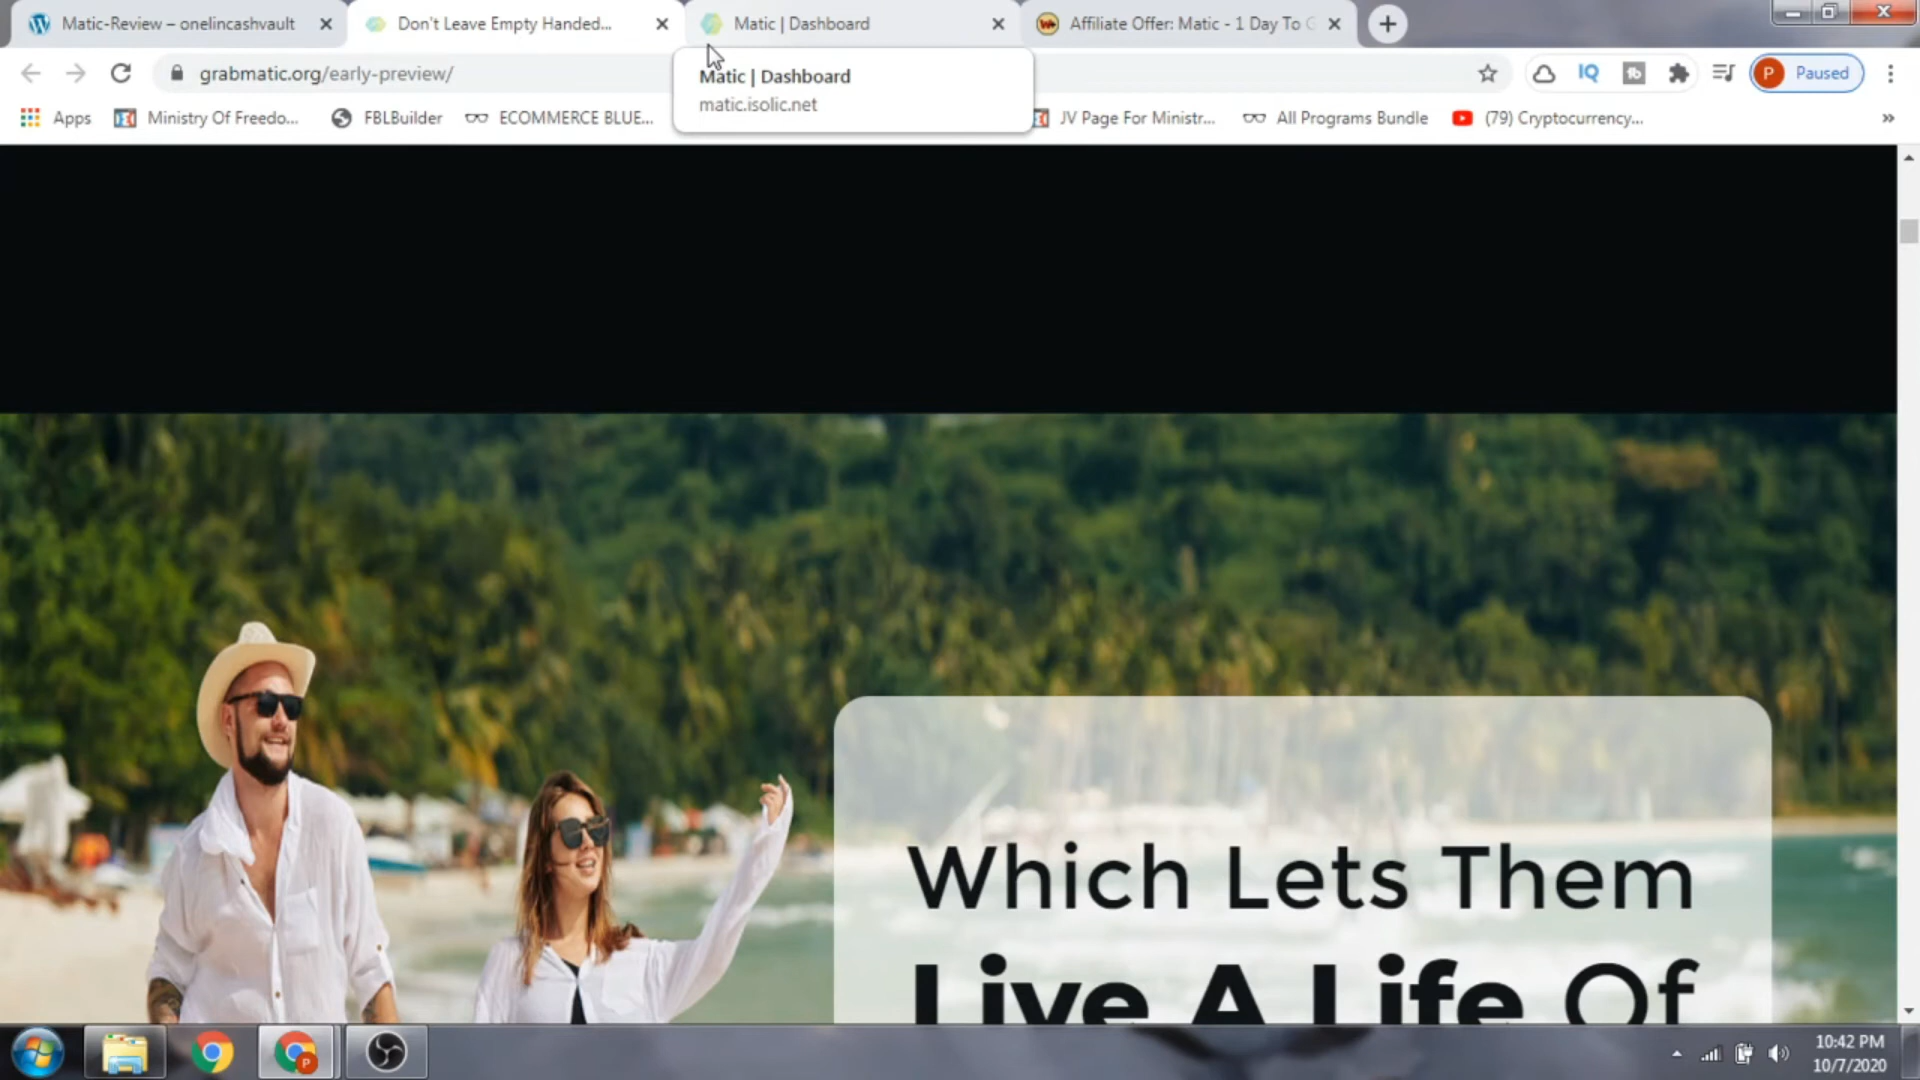 Matic-Review – onelincashvault
Don't Leave Empty Handed...
Matic | Dashboard
Affiliate Offer: Matic - 1 Day To G
grabmatic.org/early-preview/
Matic | Dashboard
matic.isolic.net
IQ
tb
P
Paused
Apps
Ministry Of Freedo...
FBLBuilder
ECOMMERCE BLUE...
JV Page For Ministr...
All Programs Bundle
(79) Cryptocurrency...
Which Lets Them
Live A Life Of
P
10:42 PM
10/7/2020